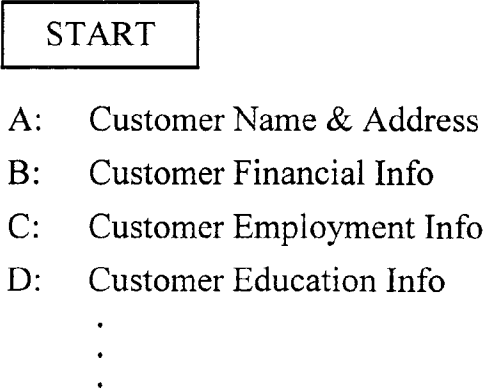 START
A: Customer Name & Address
B: Customer Financial Info
C: Customer Employment Info
D: Customer Education Info
.
.
.